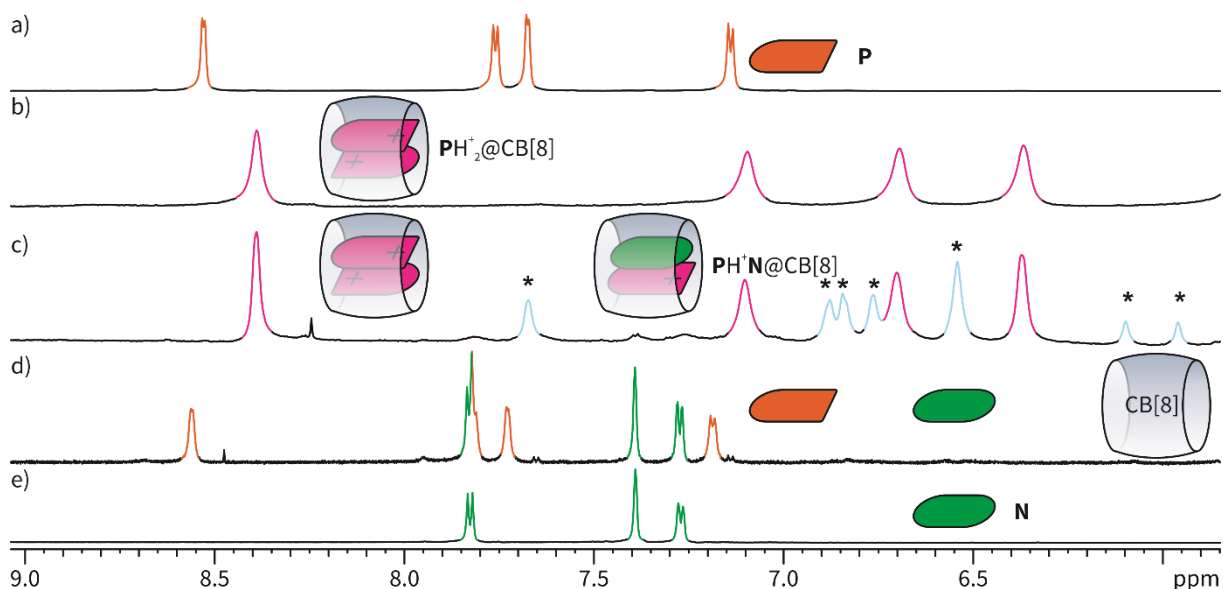 a)
P
b)
PH⁺₂@CB[8]
c)
PH⁺N@CB[8]
* * * * * * *
d)
CB[8]
e)
N
9.0 8.5 8.0 7.5 7.0 6.5 ppm